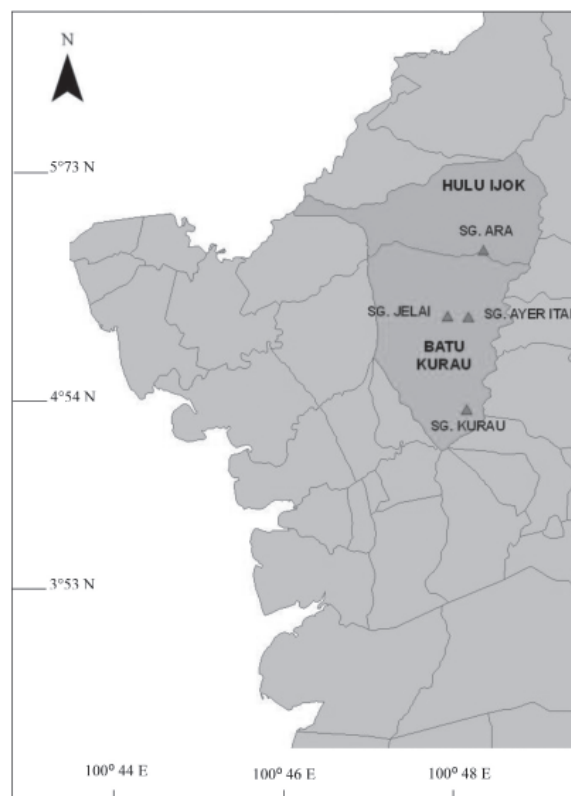 N
5°73 N
HULU IJOK
SG. ARA
SG. JELAI
SG. AYER ITAM
BATU
KURAU
4°54 N
SG. KURAU
3°53 N
100° 44 E
100° 46 E
100° 48 E